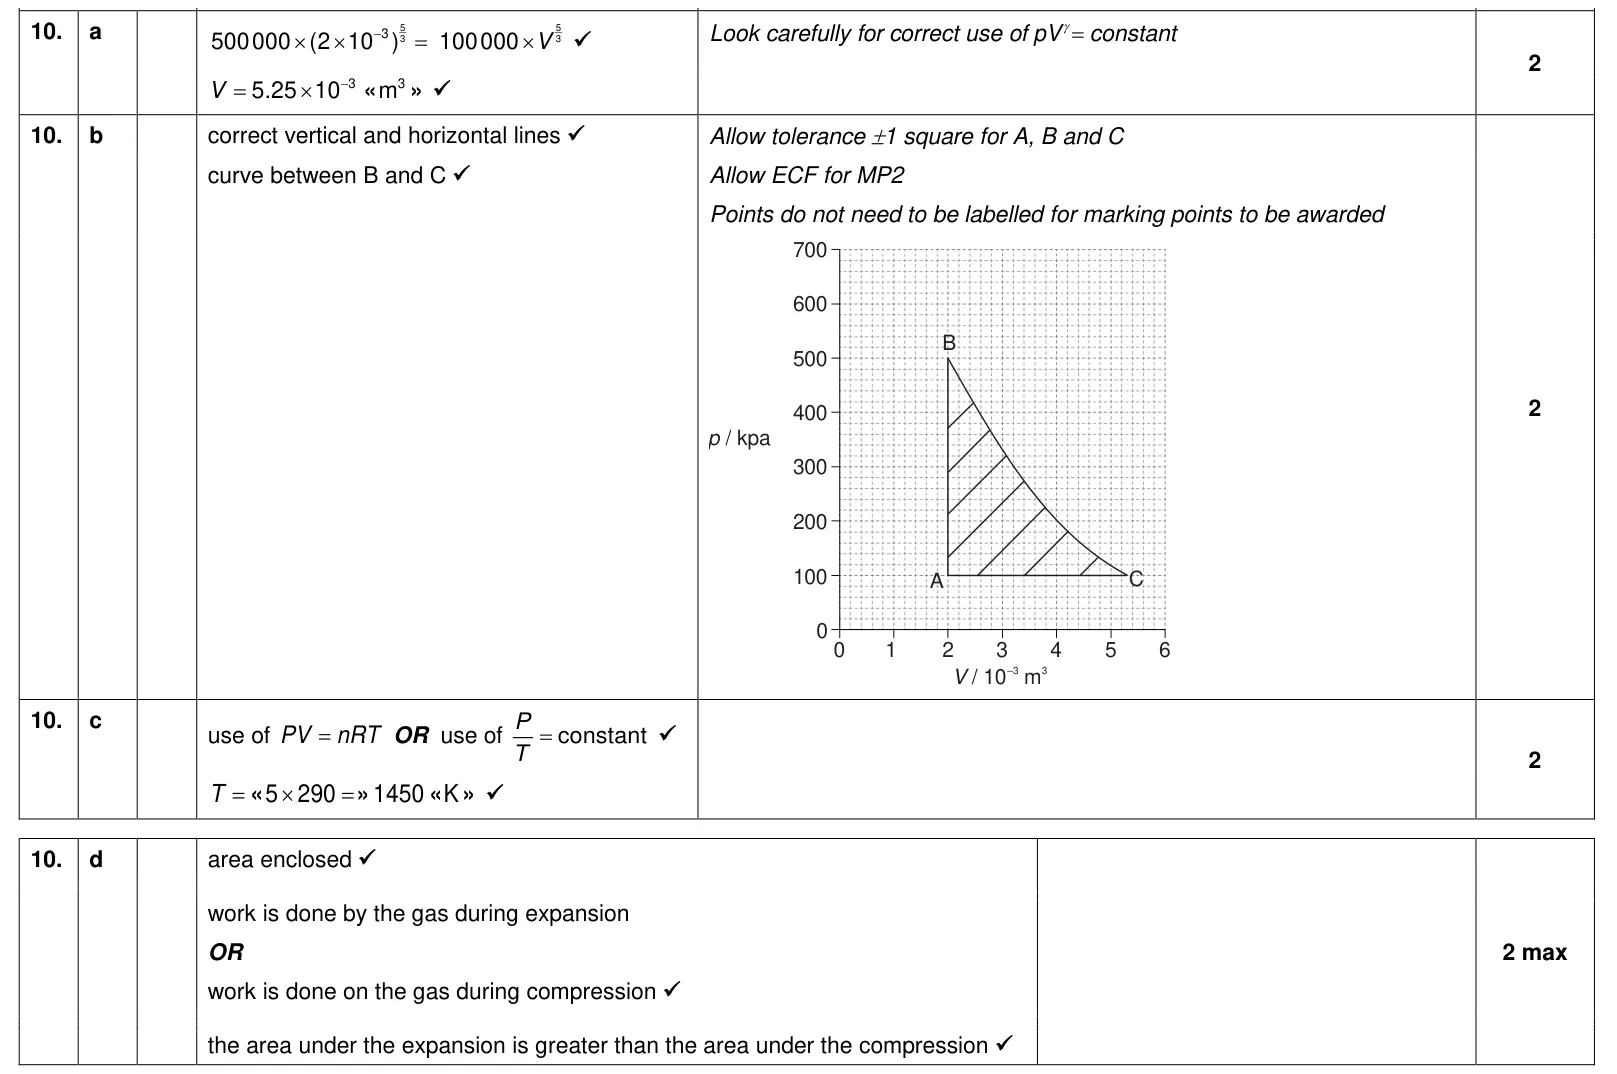 10. a 500 000 × (2 × 10⁻³)^(5/3) = 100 000 × V^(5/3) ✓ Look carefully for correct use of pV^γ = constant
V = 5.25 × 10⁻³ «m³» ✓
2
10. b correct vertical and horizontal lines ✓ Allow tolerance ±1 square for A, B and C
curve between B and C ✓ Allow ECF for MP2
Points do not need to be labelled for marking points to be awarded
700
600
B
500
400
p / kpa
300
200
100
A
C
0
0 1 2 3 4 5 6
V / 10⁻³ m³
2
10. c use of PV = nRT OR use of P/T = constant ✓
T = «5 × 290 =» 1450 «K» ✓
2
10. d area enclosed ✓
work is done by the gas during expansion
OR
work is done on the gas during compression ✓
the area under the expansion is greater than the area under the compression ✓
2 max